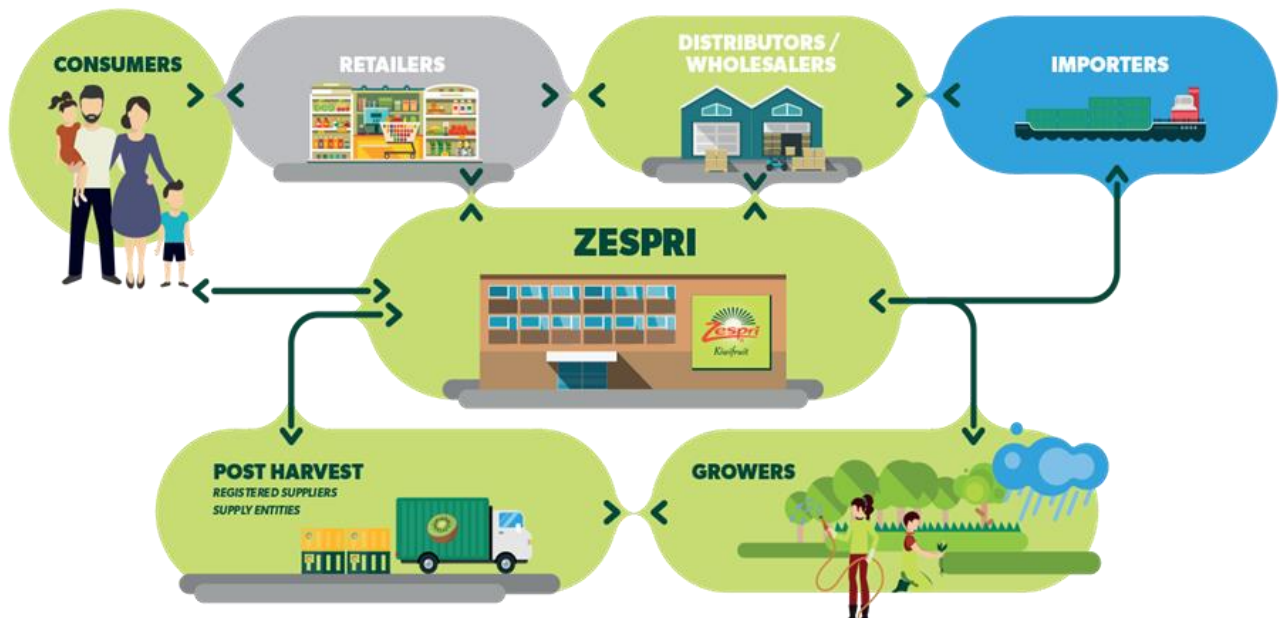 CONSUMERS
RETAILERS
DISTRIBUTORS /
WHOLESALERS
IMPORTERS
ZESPRI
Zespri
Kiwifruit
POST HARVEST
REGISTERED SUPPLIERS
SUPPLY ENTITIES
GROWERS